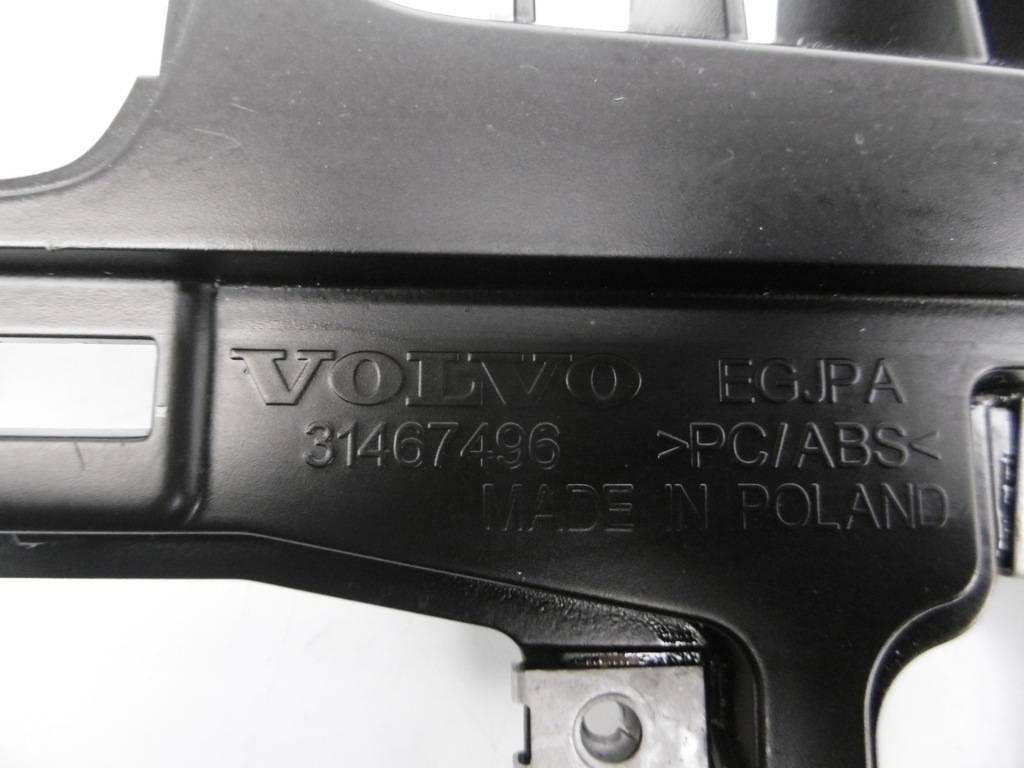 VOLVO EGJPA
31467496 >PC/ABS<
MADE IN POLAND